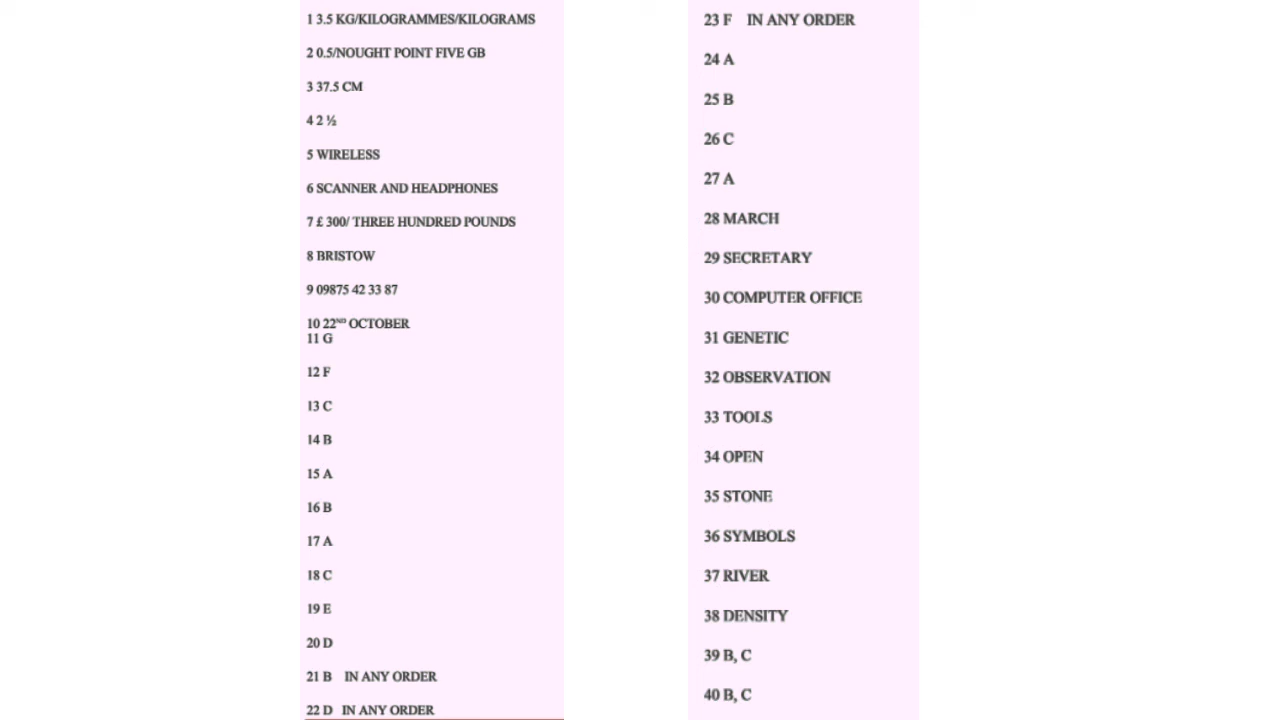 1 3.5 KG/KILOGRAMMES/KILOGRAMS
2 0.5/NOUGHT POINT FIVE GB
3 37.5 CM
4 2 ½
5 WIRELESS
6 SCANNER AND HEADPHONES
7 £ 300/ THREE HUNDRED POUNDS
8 BRISTOW
9 09875 42 33 87
10 22ND OCTOBER
11 G
12 F
13 C
14 B
15 A
16 B
17 A
18 C
19 E
20 D
21 B IN ANY ORDER
22 D IN ANY ORDER
23 F IN ANY ORDER
24 A
25 B
26 C
27 A
28 MARCH
29 SECRETARY
30 COMPUTER OFFICE
31 GENETIC
32 OBSERVATION
33 TOOLS
34 OPEN
35 STONE
36 SYMBOLS
37 RIVER
38 DENSITY
39 B, C
40 B, C